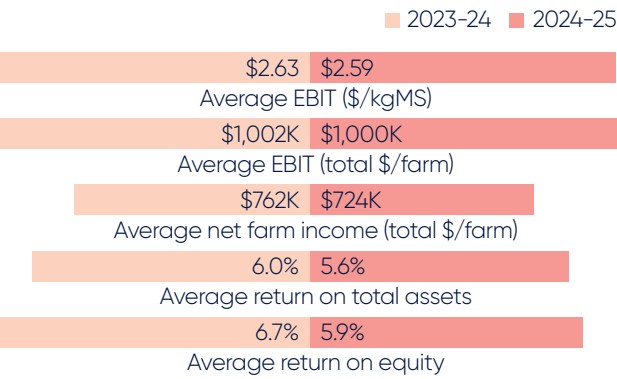 2023-24 2024-25
$2.63 $2.59
Average EBIT ($/kgMS)
$1,002K $1,000K
Average EBIT (total $/farm)
$762K $724K
Average net farm income (total $/farm)
6.0% 5.6%
Average return on total assets
6.7% 5.9%
Average return on equity